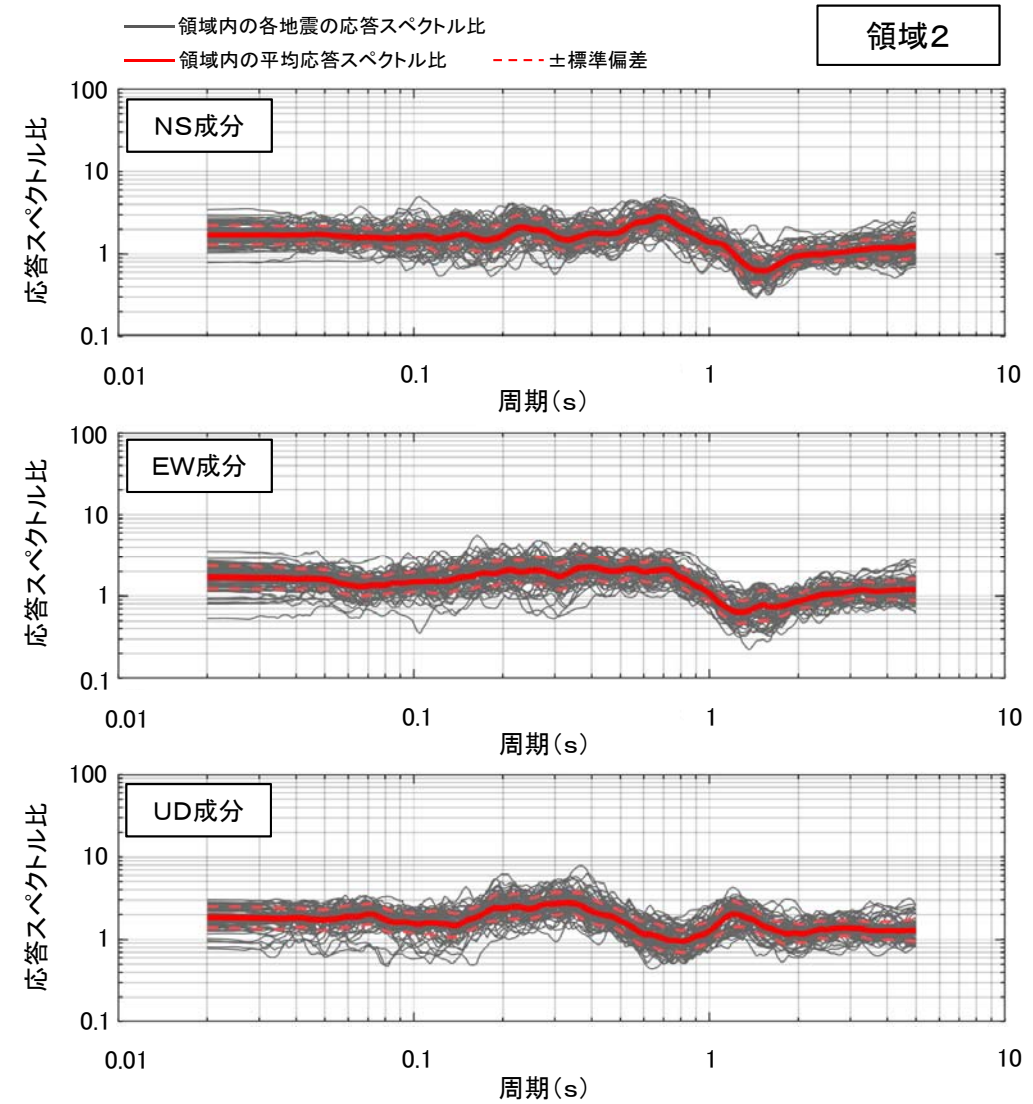 領域内の各地震の応答スペクトル比
領域内の平均応答スペクトル比 ±標準偏差
領域2
NS成分
応答スペクトル比
100
10
1
0.1
0.01 0.1 1 10
周期(s)
EW成分
応答スペクトル比
100
10
1
0.1
0.01 0.1 1 10
周期(s)
UD成分
応答スペクトル比
100
10
1
0.1
0.01 0.1 1 10
周期(s)